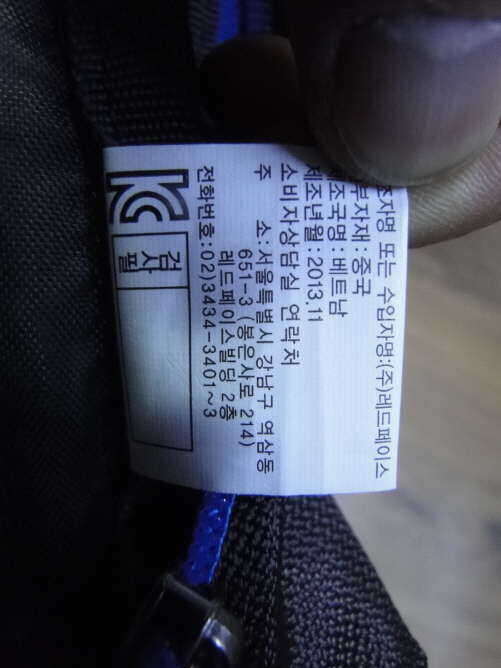 조자명 또는 수입자명:(주)레드페이스
부자재: 중국
제조국명: 베트남
제조년월: 2013.11
소비자상담실 연락처
주 소: 서울특별시 강남구 역삼동
651-3 (봉은사로 214)
레드페이스빌딩 2층
전화번호: 02)3434-3401~3
KC
검사
필